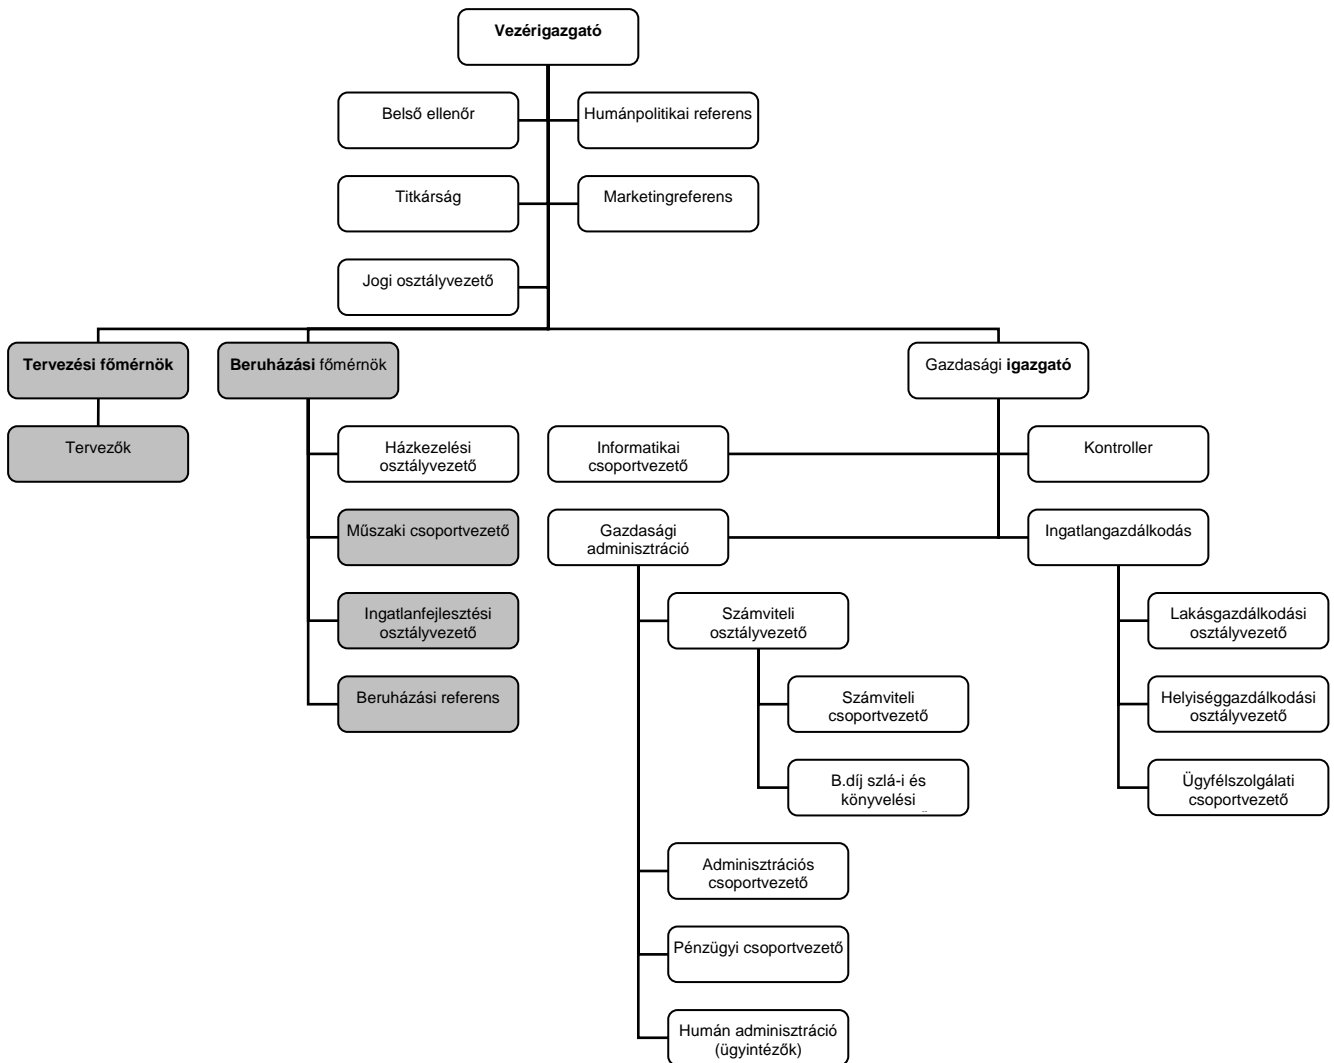 Vezérigazgató
Belső ellenőr
Humánpolitikai referens
Titkárság
Marketingreferens
Jogi osztályvezető
Tervezési főmérnök
Beruházási főmérnök
Gazdasági igazgató
Tervezők
Házkezelési
osztályvezető
Informatikai
csoportvezető
Kontroller
Műszaki csoportvezető
Gazdasági
adminisztráció
Ingatlangazdálkodás
Ingatlanfejlesztési
osztályvezető
Számviteli
osztályvezető
Lakásgazdálkodási
osztályvezető
Beruházási referens
Számviteli
csoportvezető
Helyiséggazdálkodási
osztályvezető
B.díj szlá-i és
könyvelési
Ügyfélszolgálati
csoportvezető
Adminisztrációs
csoportvezető
Pénzügyi csoportvezető
Humán adminisztráció
(ügyintézők)